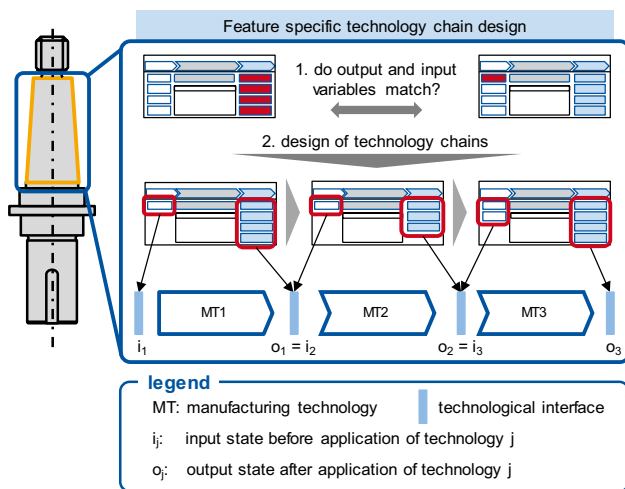 Feature specific technology chain design
1. do output and input
variables match?
2. design of technology chains
MT1
MT2
MT3
i1
o1 = i2
o2 = i3
o3
legend
MT: manufacturing technology
technological interface
ij: input state before application of technology j
oj: output state after application of technology j